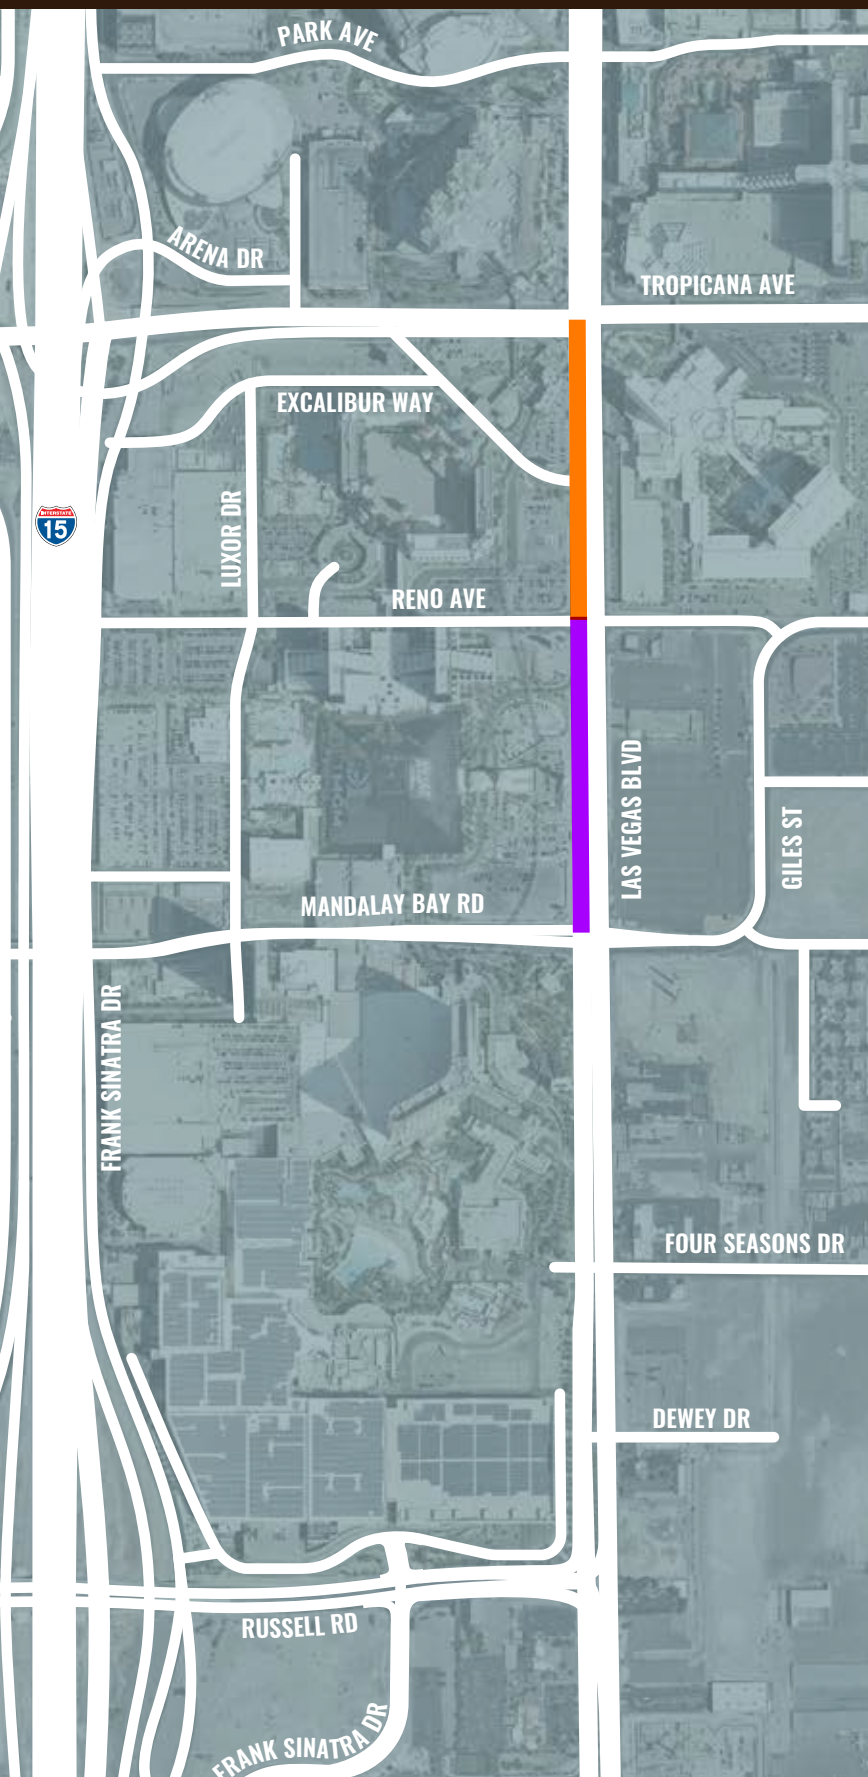 PARK AVE
ARENA DR
TROPICANA AVE
EXCALIBUR WAY
LUXOR DR
INTERSTATE
15
RENO AVE
LAS VEGAS BLVD
GILES ST
MANDALAY BAY RD
FRANK SINATRA DR
FOUR SEASONS DR
DEWEY DR
RUSSELL RD
FRANK SINATRA DR